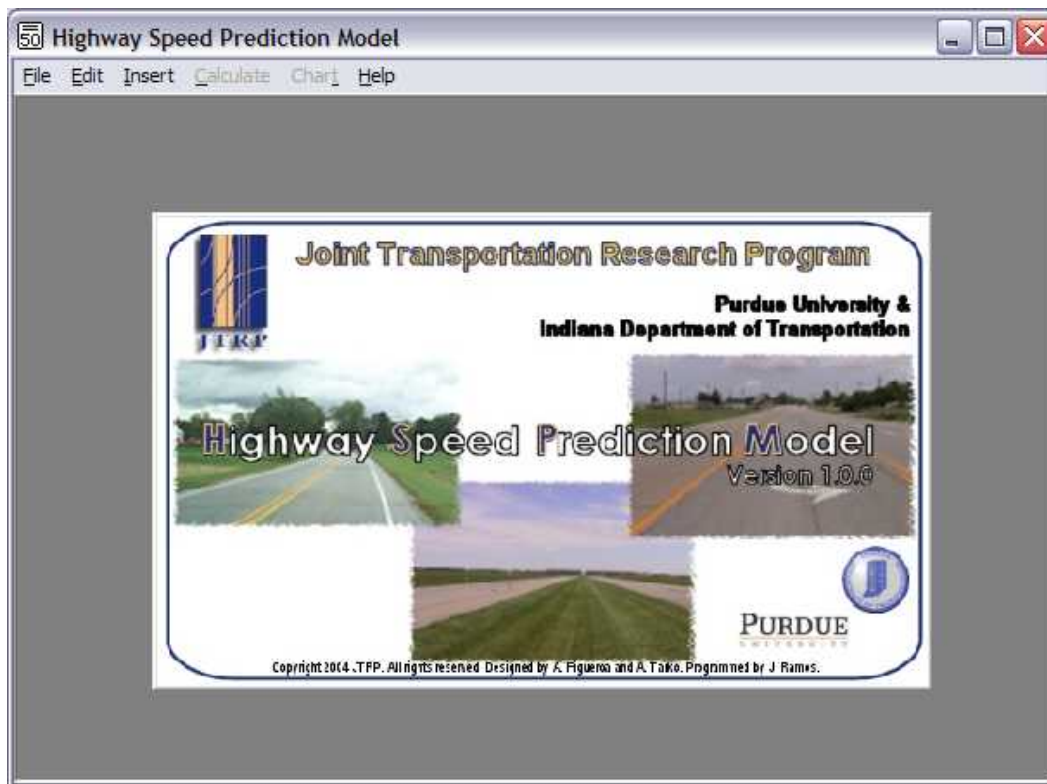 50 Highway Speed Prediction Model
File Edit Insert Calculate Chart Help
Joint Transportation Research Program
JTRP
Purdue University &
Indiana Department of Transportation
Highway Speed Prediction Model
Version 1.0.0
PURDUE
UNIVERSITY
Copyright 2004 JTRP. All rights reserved. Designed by A. Figueroa and A. Tarko. Programmed by J. Ramos.